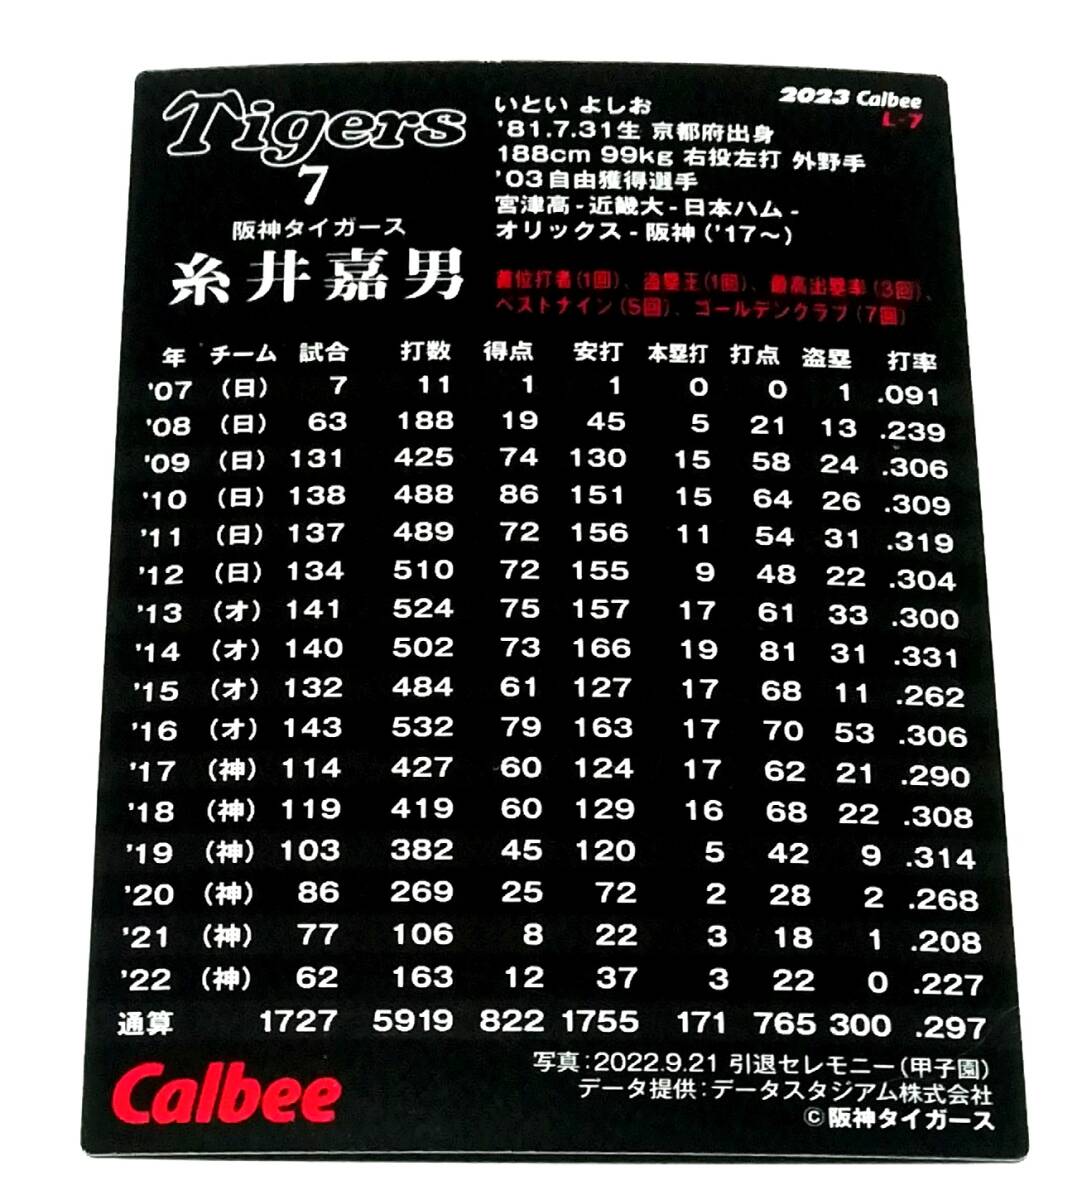 Tigers
7
阪神タイガース
糸井嘉男
2023 Calbee
L-7
いとい よしお
'81.7.31生 京都府出身
188cm 99kg 右投左打 外野手
'03自由獲得選手
宮津高-近畿大-日本ハム-
オリックス-阪神('17～)
首位打者(1回)、盗塁王(1回)、最高出塁率(3回)、
ベストナイン(5回)、ゴールデングラブ(7回)
年 チーム 試合 打数 得点 安打 本塁打 打点 盗塁 打率
'07 (日) 7 11 1 1 0 0 1 .091
'08 (日) 63 188 19 45 5 21 13 .239
'09 (日) 131 425 74 130 15 58 24 .306
'10 (日) 138 488 86 151 15 64 26 .309
'11 (日) 137 489 72 156 11 54 31 .319
'12 (日) 134 510 72 155 9 48 22 .304
'13 (オ) 141 524 75 157 17 61 33 .300
'14 (オ) 140 502 73 166 19 81 31 .331
'15 (オ) 132 484 61 127 17 68 11 .262
'16 (オ) 143 532 79 163 17 70 53 .306
'17 (神) 114 427 60 124 17 62 21 .290
'18 (神) 119 419 60 129 16 68 22 .308
'19 (神) 103 382 45 120 5 42 9 .314
'20 (神) 86 269 25 72 2 28 2 .268
'21 (神) 77 106 8 22 3 18 1 .208
'22 (神) 62 163 12 37 3 22 0 .227
通算 1727 5919 822 1755 171 765 300 .297
Calbee
写真:2022.9.21 引退セレモニー(甲子園)
データ提供:データスタジアム株式会社
©阪神タイガース